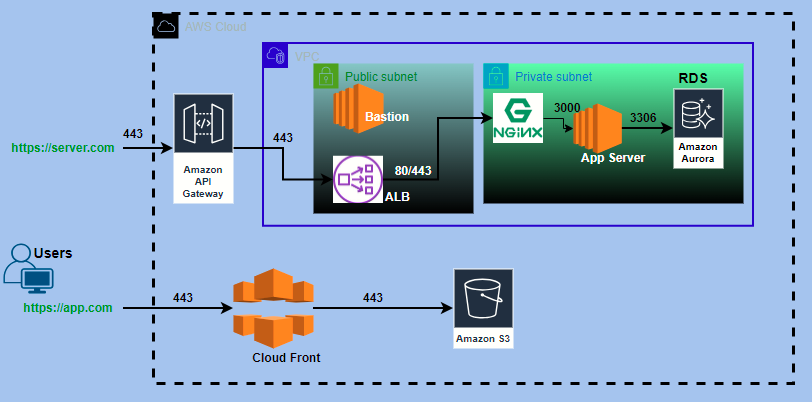 AWS Cloud
VPC
Public subnet
Private subnet
RDS
Bastion
NGiNX
3000
App Server
3306
Amazon
Aurora
443
https://server.com
443
Amazon
API
Gateway
80/443
ALB
Users
https://app.com
443
443
Cloud Front
Amazon S3